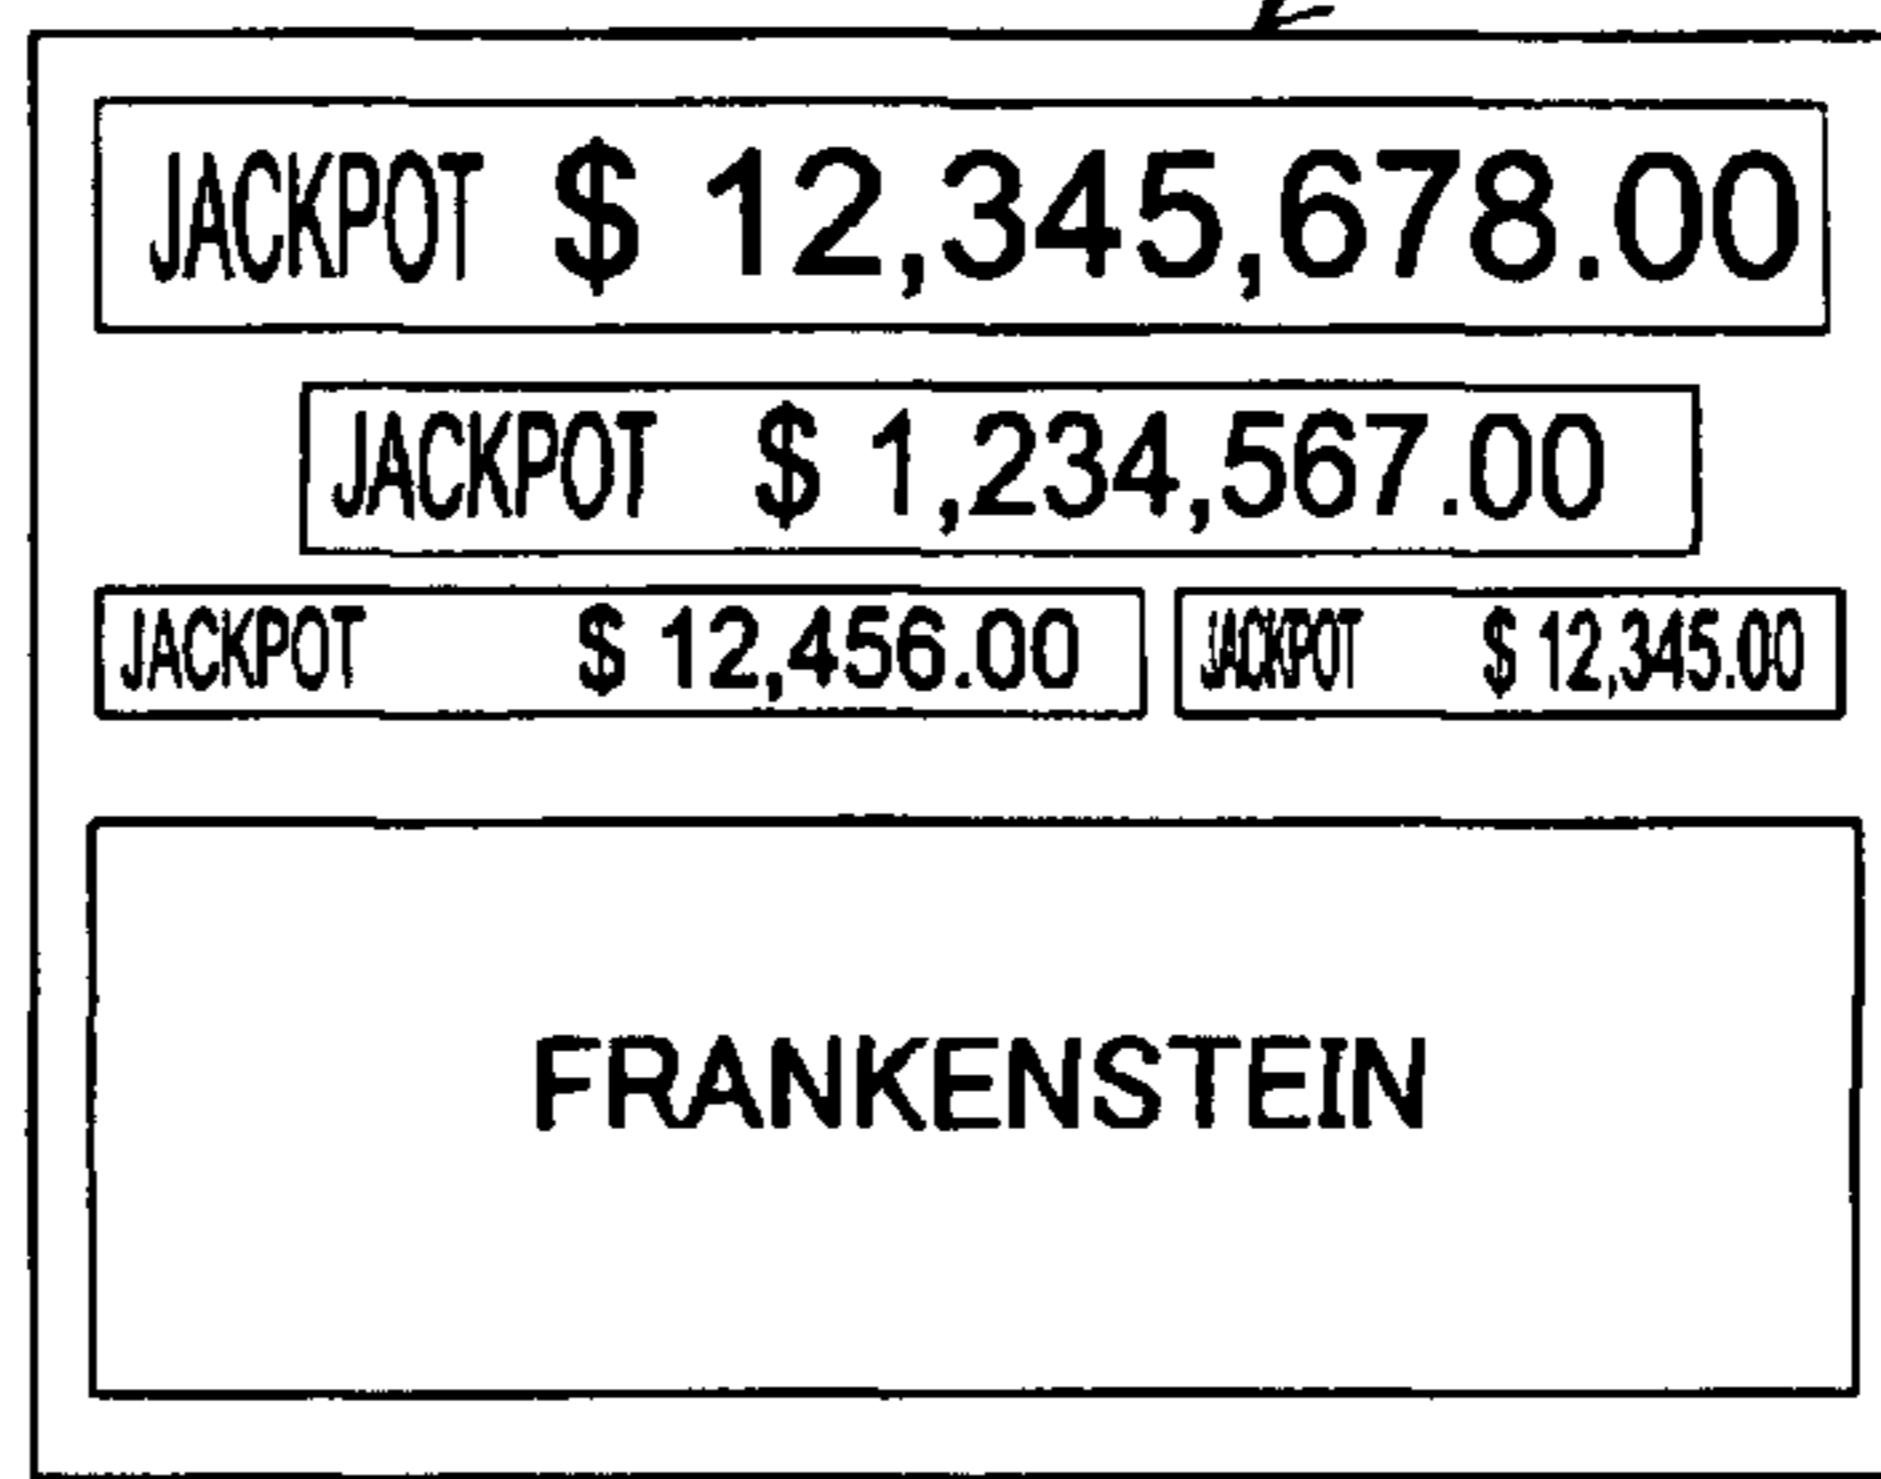 JACKPOT $ 12,345,678.00
JACKPOT $ 1,234,567.00
JACKPOT $ 12,456.00 JACKPOT $ 12,345.00
FRANKENSTEIN